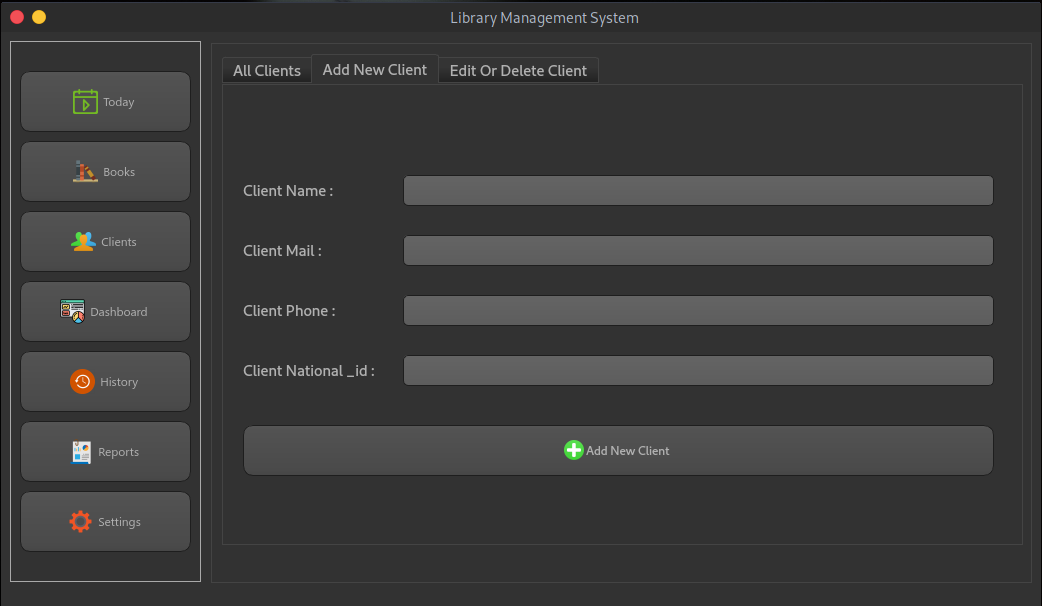 Library Management System
Today
Books
Clients
Dashboard
History
Reports
Settings
All Clients
Add New Client
Edit Or Delete Client
Client Name :
Client Mail :
Client Phone :
Client National _id :
Add New Client